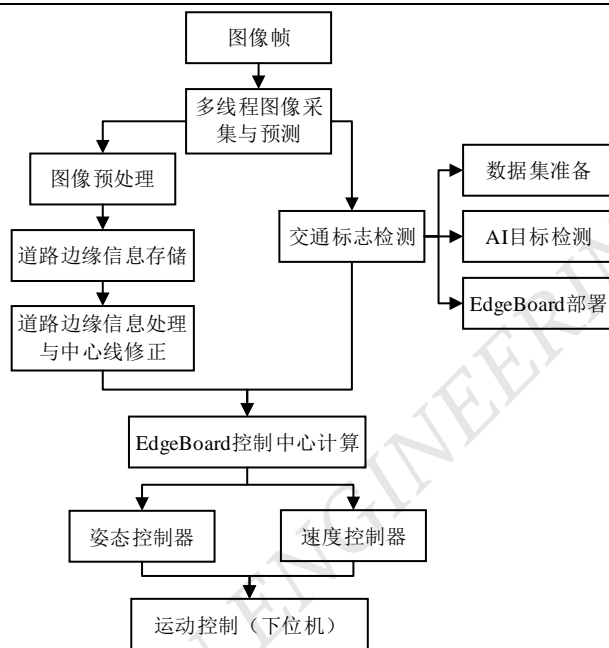 图像帧
多线程图像采
集与预测
图像预处理
道路边缘信息存储
道路边缘信息处理
与中心线修正
交通标志检测
数据集准备
AI目标检测
EdgeBoard部署
EdgeBoard控制中心计算
姿态控制器
速度控制器
运动控制（下位机）
ENGINEERIN